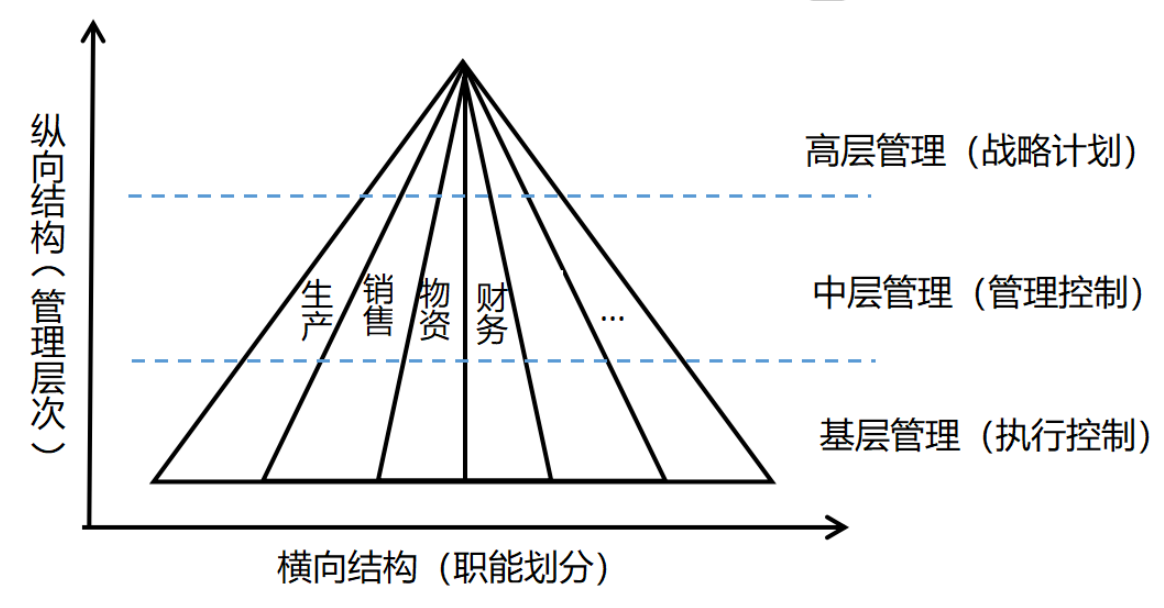 纵向结构（管理层次）
高层管理（战略计划）
中层管理（管理控制）
基层管理（执行控制）
生产
销售
物资
财务
...
横向结构（职能划分）